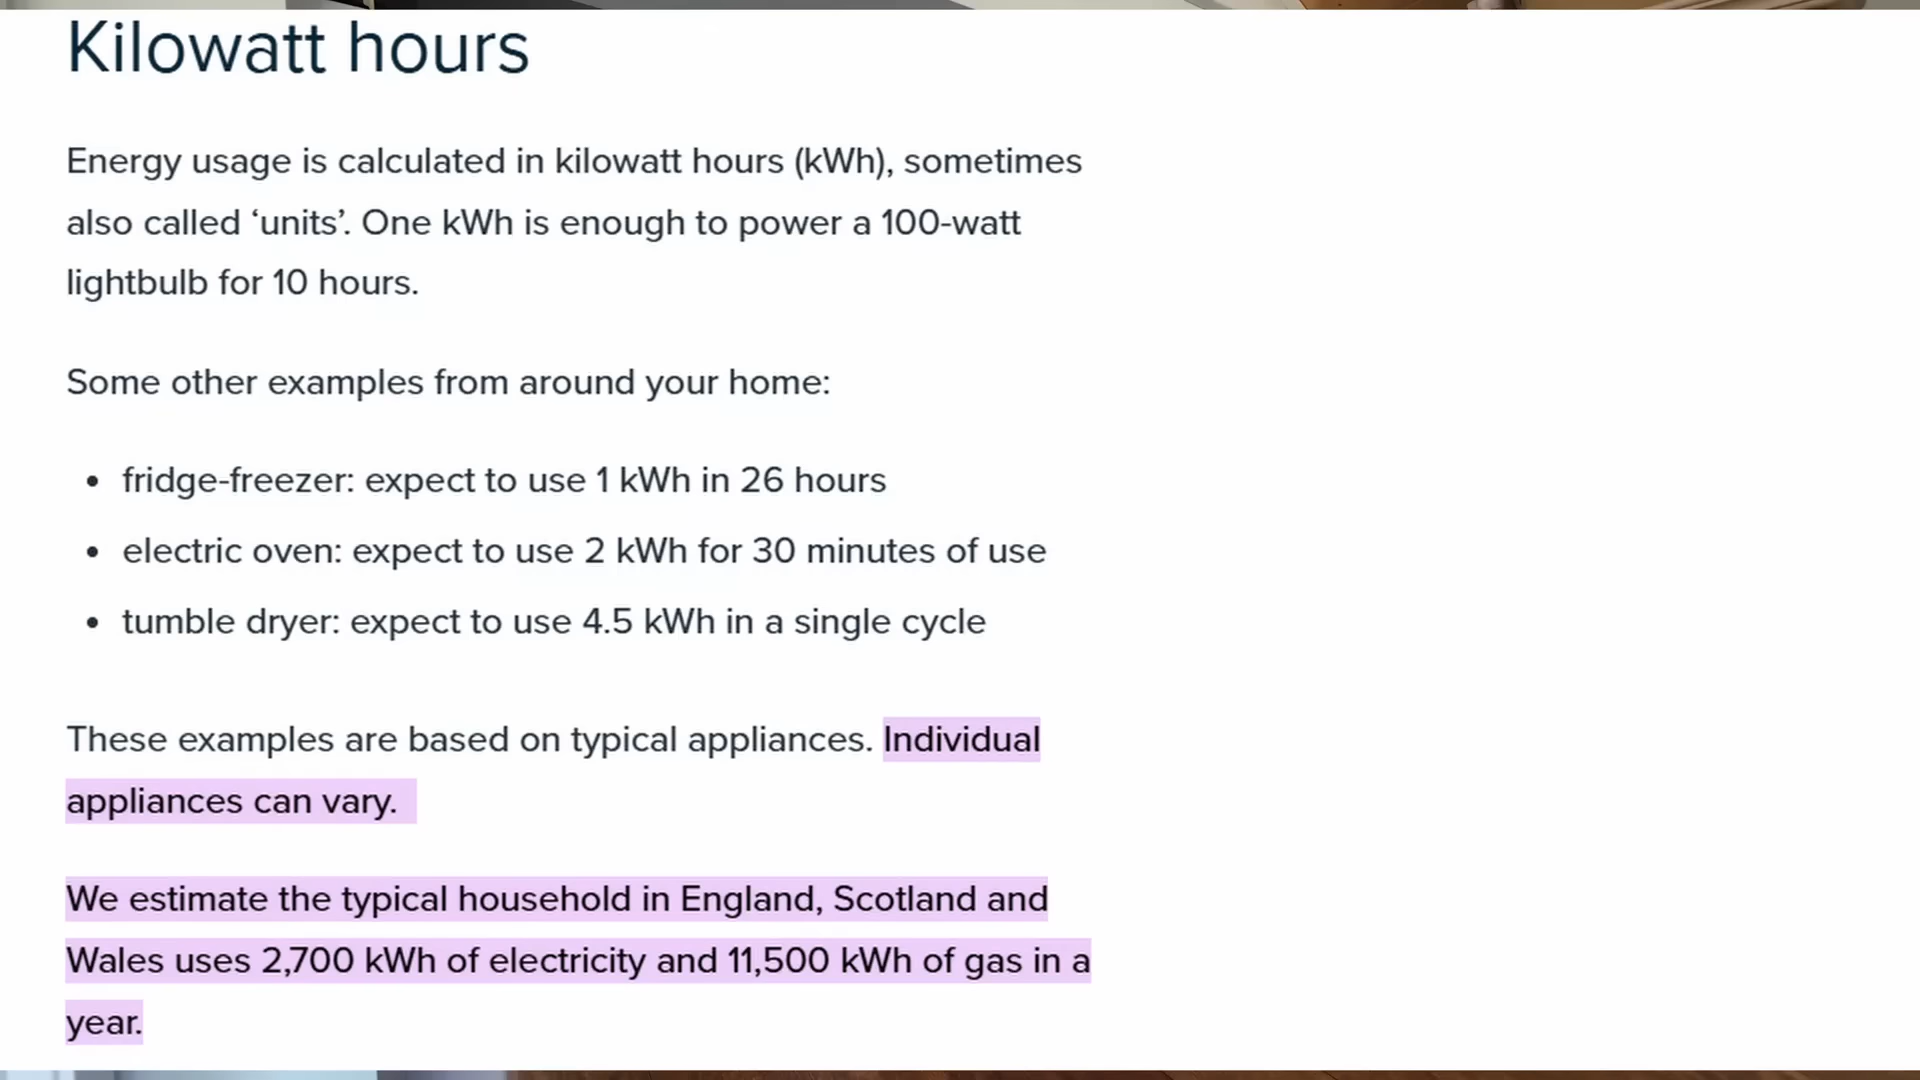 Kilowatt hours
Energy usage is calculated in kilowatt hours (kWh), sometimes
also called ‘units’. One kWh is enough to power a 100-watt
lightbulb for 10 hours.
Some other examples from around your home:
• fridge-freezer: expect to use 1 kWh in 26 hours
• electric oven: expect to use 2 kWh for 30 minutes of use
• tumble dryer: expect to use 4.5 kWh in a single cycle
These examples are based on typical appliances. Individual
appliances can vary.
We estimate the typical household in England, Scotland and
Wales uses 2,700 kWh of electricity and 11,500 kWh of gas in a
year.